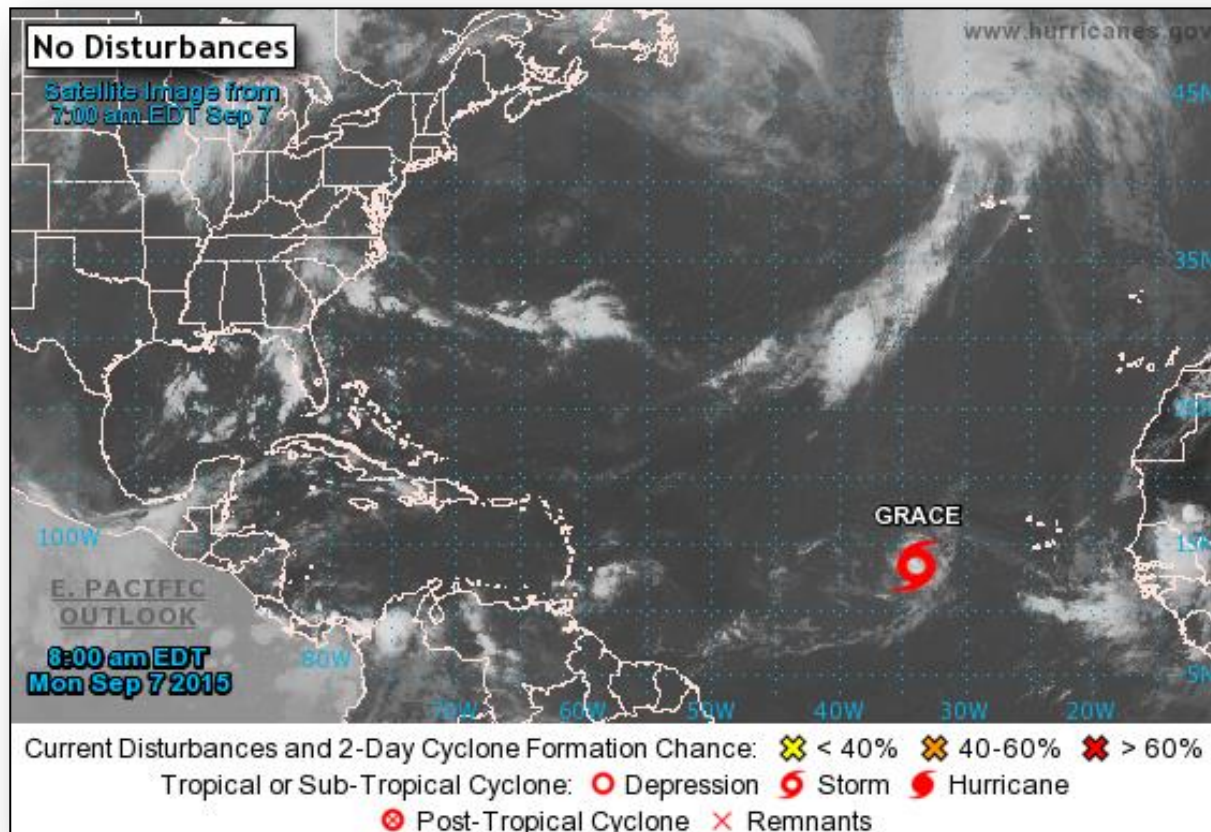 No Disturbances
www.hurricanes.gov
Satellite Image from
7:00 am EDT Sep 7
45N
35N
GRACE
100W
E. PACIFIC
OUTLOOK
8:00 am EDT
Mon Sep 7 2015
80W
5N
70W 60W 50W 40W 30W 20W
Current Disturbances and 2-Day Cyclone Formation Chance: < 40% 40-60% > 60%
Tropical or Sub-Tropical Cyclone: Depression Storm Hurricane
Post-Tropical Cyclone Remnants